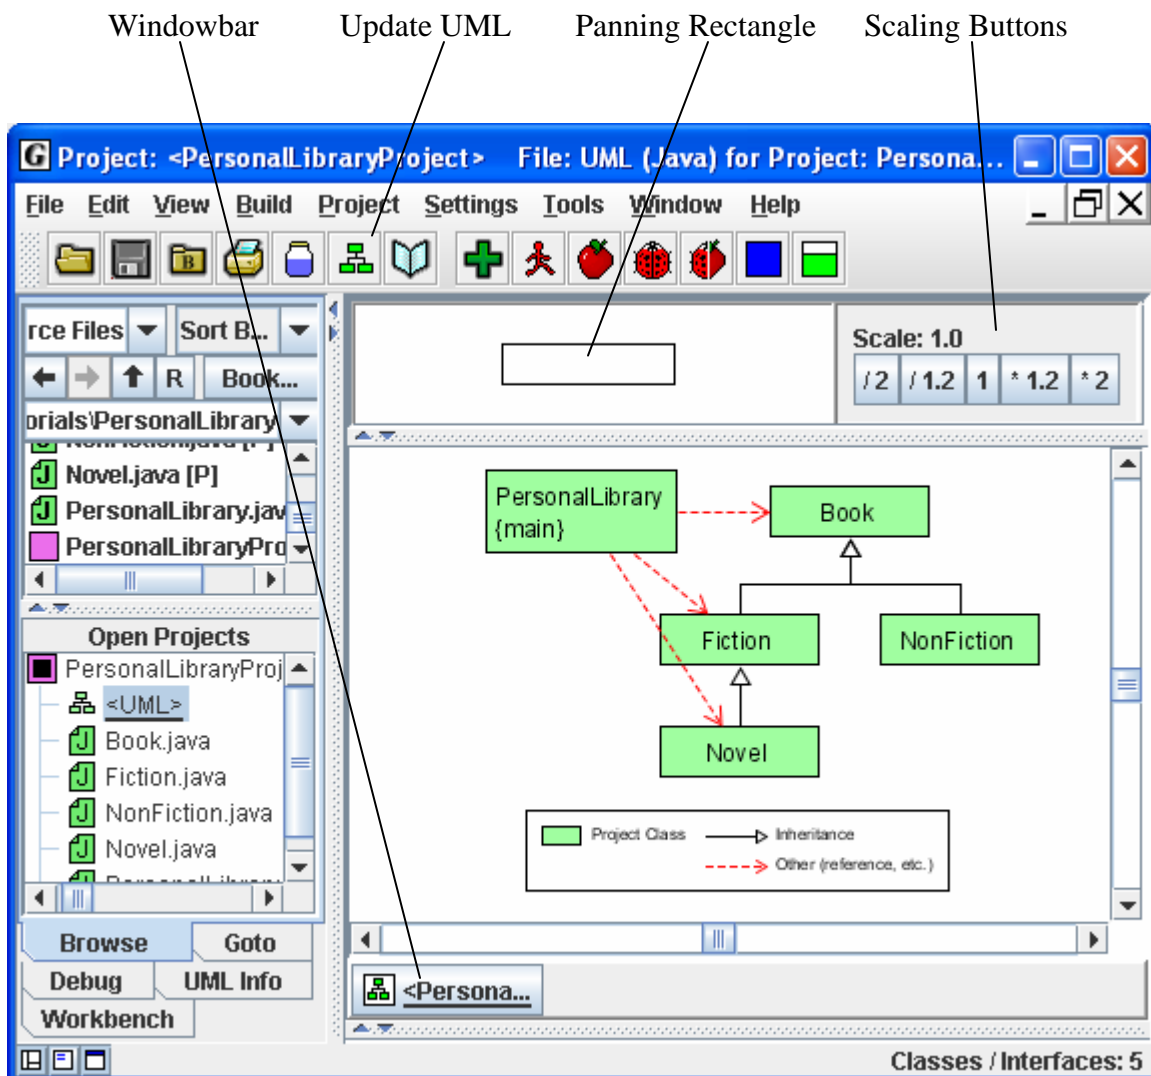 Windowbar Update UML Panning Rectangle Scaling Buttons
G Project: <PersonalLibraryProject> File: UML (Java) for Project: Persona...
File Edit View Build Project Settings Tools Window Help
B
rce Files Sort B...
R Book...
orials\PersonalLibrary
NonFiction.java [P]
Novel.java [P]
PersonalLibrary.jav
PersonalLibraryPro
Open Projects
PersonalLibraryProj
<UML>
Book.java
Fiction.java
NonFiction.java
Novel.java
PersonalLibrary
Browse Goto
Debug UML Info
Workbench
Scale: 1.0
/ 2 / 1.2 1 * 1.2 * 2
PersonalLibrary
{main}
Book
Fiction
NonFiction
Novel
Project Class Inheritance
Other (reference, etc.)
<Persona...
Classes / Interfaces: 5